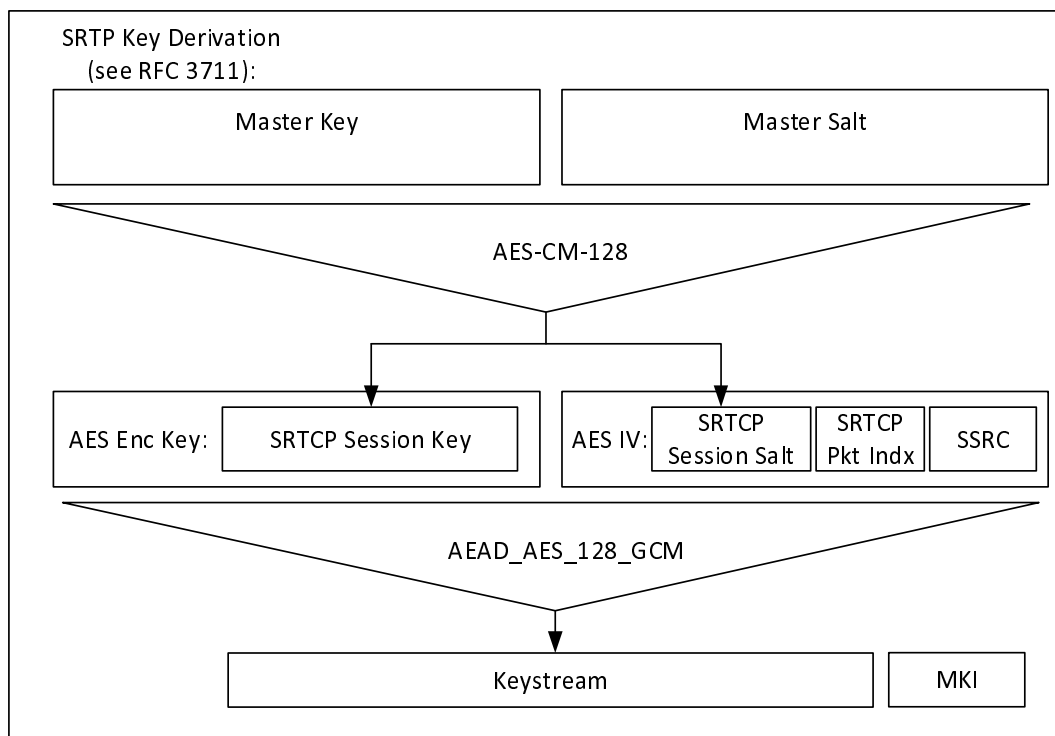 SRTP Key Derivation
(see RFC 3711):
Master Key
Master Salt
AES-CM-128
AES Enc Key:
SRTCP Session Key
AES IV:
SRTCP
Session Salt
SRTCP
Pkt Indx
SSRC
AEAD_AES_128_GCM
Keystream
MKI